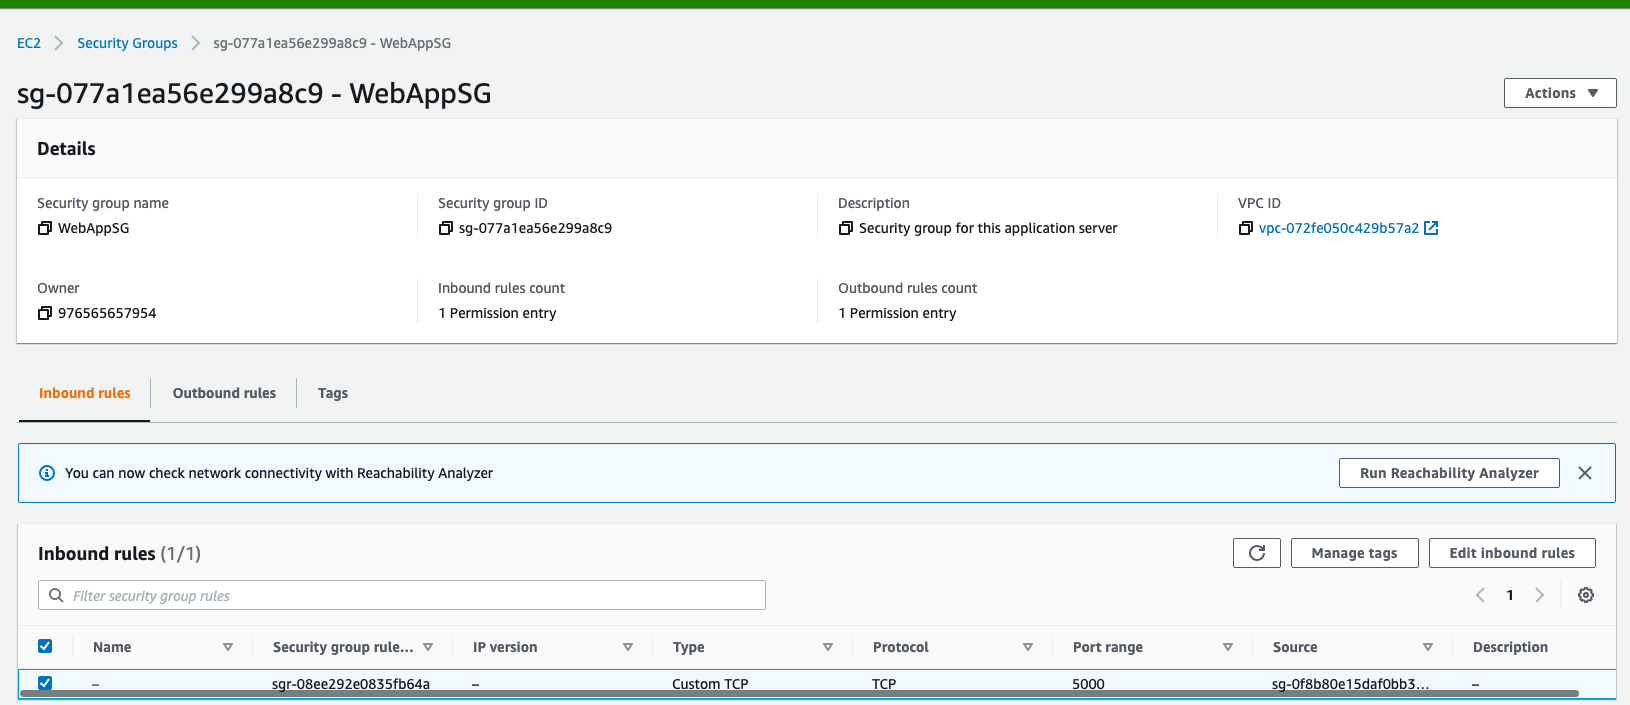 EC2 Security Groups sg-077a1ea56e299a8c9 - WebAppSG
sg-077a1ea56e299a8c9 - WebAppSG
Actions
Details
Security group name Security group ID Description VPC ID
WebAppSG sg-077a1ea56e299a8c9 Security group for this application server vpc-072fe050c429b57a2
Owner Inbound rules count Outbound rules count
976565657954 1 Permission entry 1 Permission entry
Inbound rules Outbound rules Tags
You can now check network connectivity with Reachability Analyzer Run Reachability Analyzer
Inbound rules (1/1) Manage tags Edit inbound rules
Filter security group rules 1
Name Security group rule... IP version Type Protocol Port range Source Description
– sgr-08ee292e0835fb64a – Custom TCP TCP 5000 sg-0f8b80e15daf0bb3... –